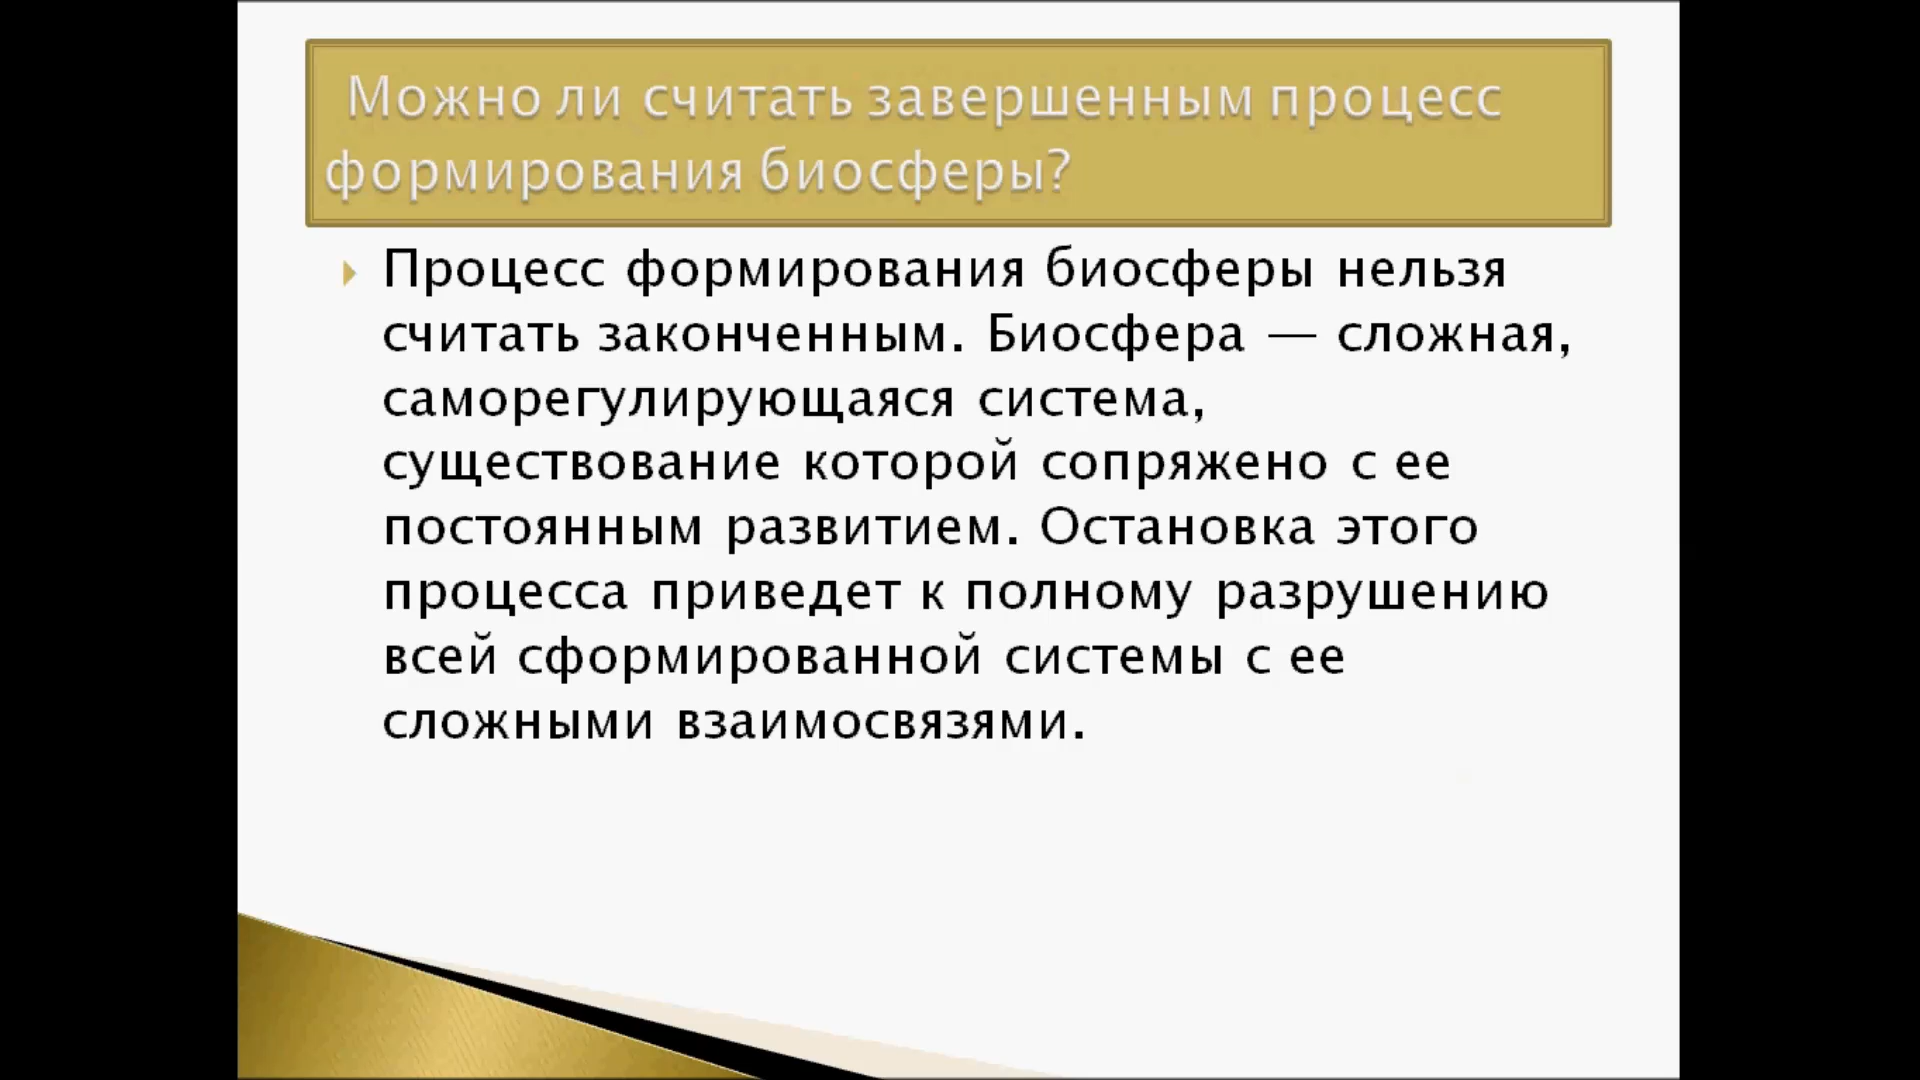 Можно ли считать завершенным процесс
формирования биосферы?
Процесс формирования биосферы нельзя
считать законченным. Биосфера — сложная,
саморегулирующаяся система,
существование которой сопряжено с ее
постоянным развитием. Остановка этого
процесса приведет к полному разрушению
всей сформированной системы с ее
сложными взаимосвязями.